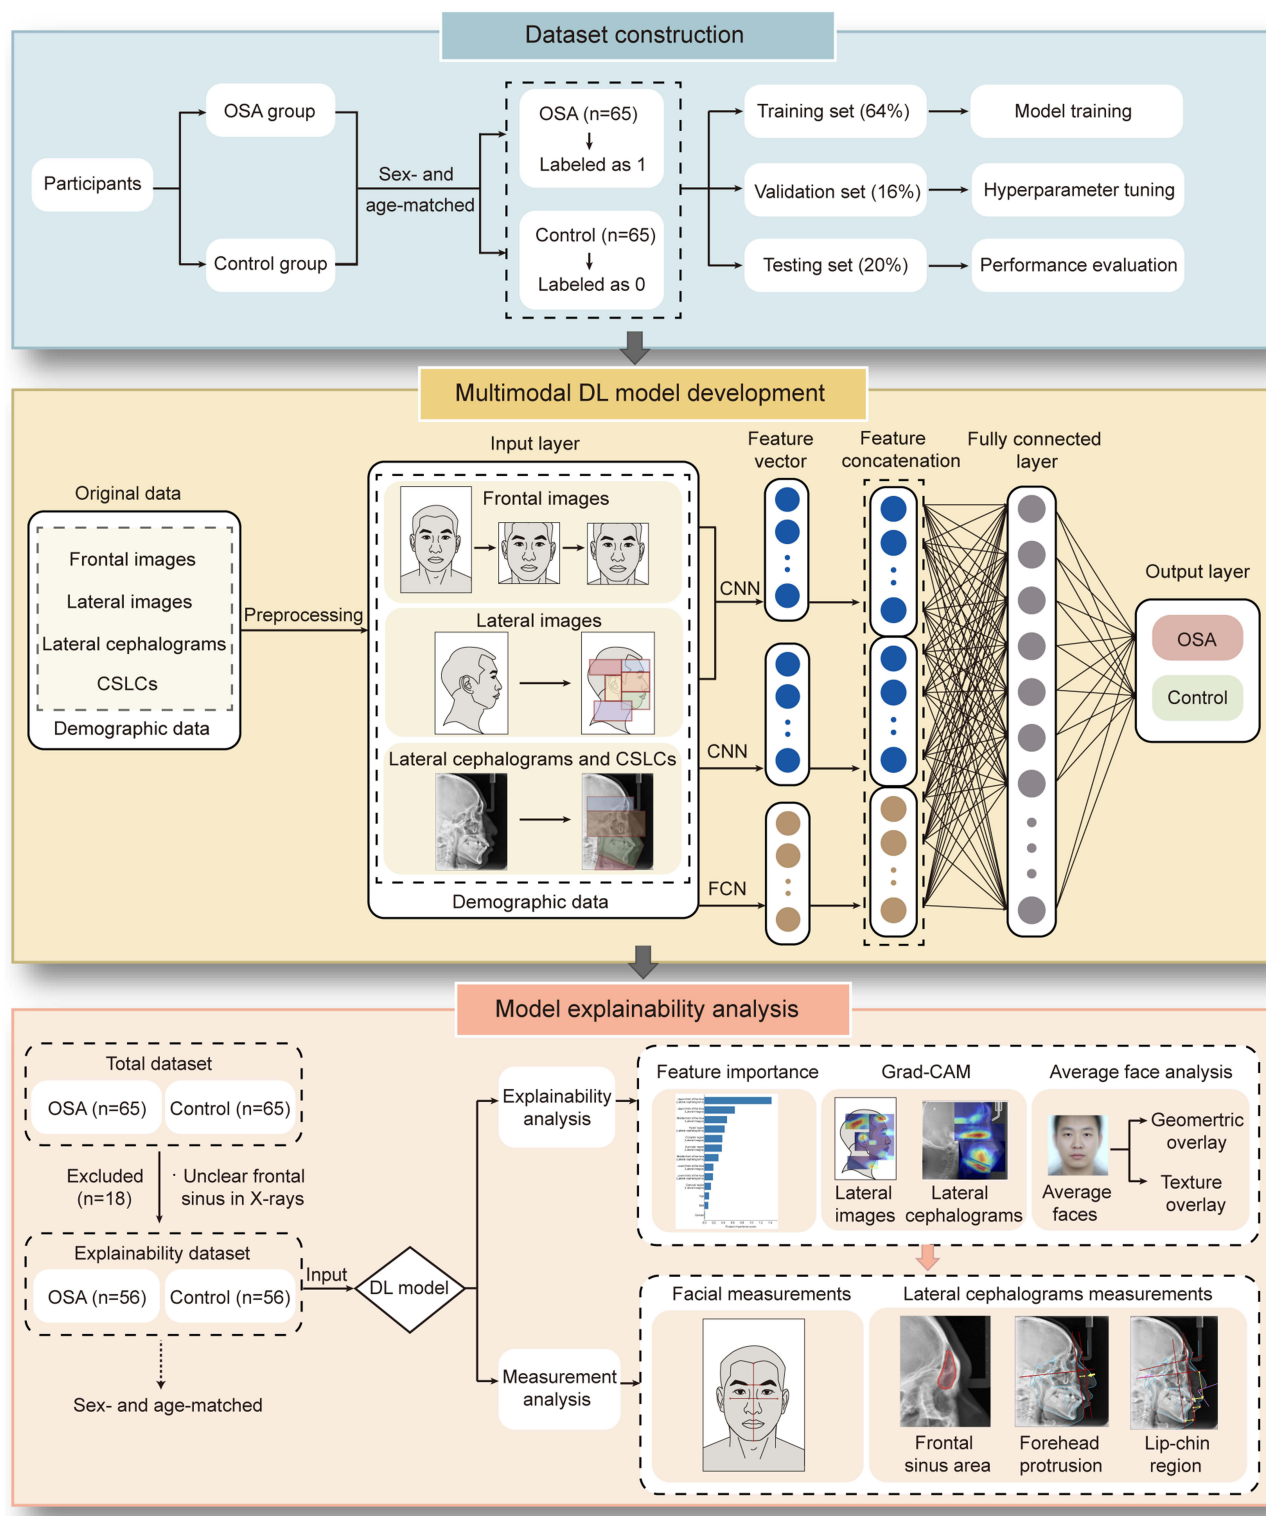 Dataset construction
Participants
OSA group
Control group
Sex- and
age-matched
OSA (n=65)
Labeled as 1
Control (n=65)
Labeled as 0
Training set (64%)
Model training
Validation set (16%)
Hyperparameter tuning
Testing set (20%)
Performance evaluation
Multimodal DL model development
Original data
Frontal images
Lateral images
Lateral cephalograms
CSLCs
Demographic data
Preprocessing
Input layer
Frontal images
Lateral images
Lateral cephalograms and CSLCs
Demographic data
CNN
CNN
FCN
Feature
vector
Feature
concatenation
Fully connected
layer
Output layer
OSA
Control
Model explainability analysis
Total dataset
OSA (n=65)
Control (n=65)
Excluded
(n=18)
· Unclear frontal
sinus in X-rays
Explainability dataset
OSA (n=56)
Control (n=56)
Sex- and age-matched
Input
DL model
Explainability
analysis
Measurement
analysis
Feature importance
Grad-CAM
Lateral
images
Lateral
cephalograms
Average face analysis
Average
faces
Geomertric
overlay
Texture
overlay
Facial measurements
Lateral cephalograms measurements
Frontal
sinus area
Forehead
protrusion
Lip-chin
region